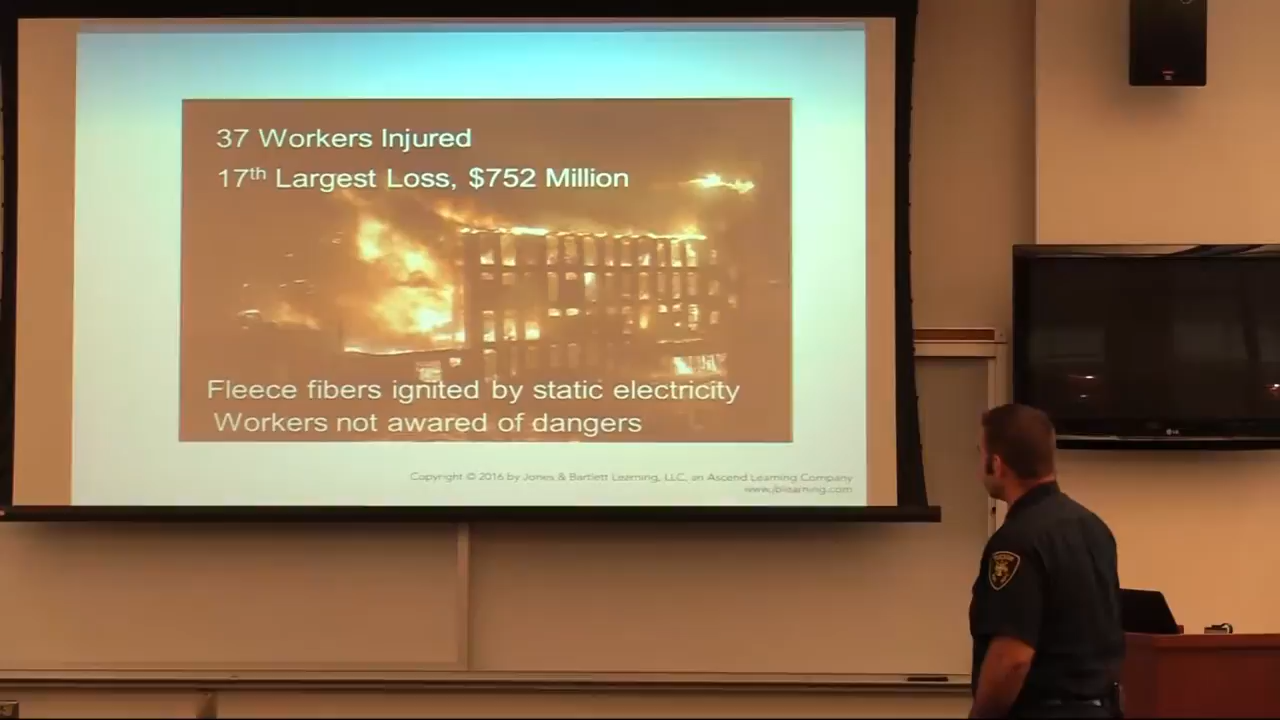 37 Workers Injured
17th Largest Loss, $752 Million
Fleece fibers ignited by static electricity
Workers not awared of dangers
Copyright © 2016 by Jones & Bartlett Learning, LLC, an Ascend Learning Company
www.jblearning.com
LG